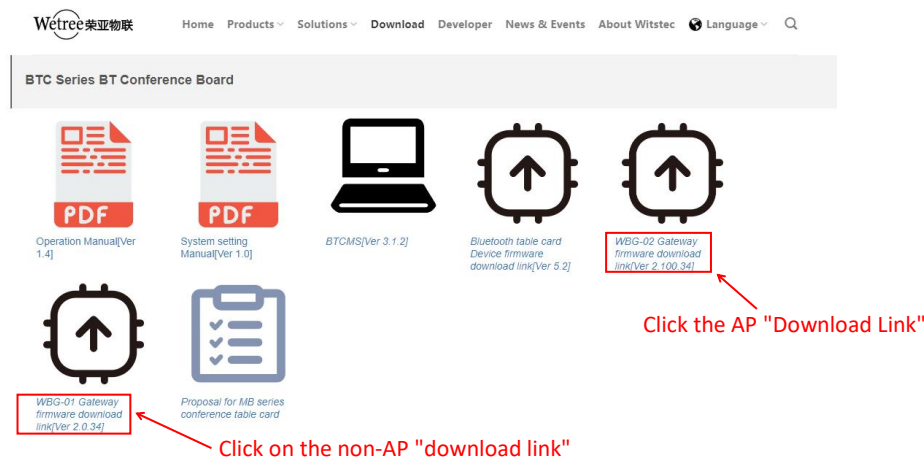 Wetree荣亚物联
Home Products Solutions Download Developer News & Events About Witstec Language
BTC Series BT Conference Board
PDF
PDF
Operation Manual[Ver
1.4]
System setting
Manual[Ver 1.0]
BTCMS[Ver 3.1.2]
Bluetooth table card
Device firmware
download link[Ver 5.2]
WBG-02 Gateway
firmware download
link[Ver 2.100.34]
Click the AP "Download Link"
WBG-01 Gateway
firmware download
link[Ver 2.0.34]
Proposal for MB series
conference table card
Click on the non-AP "download link"